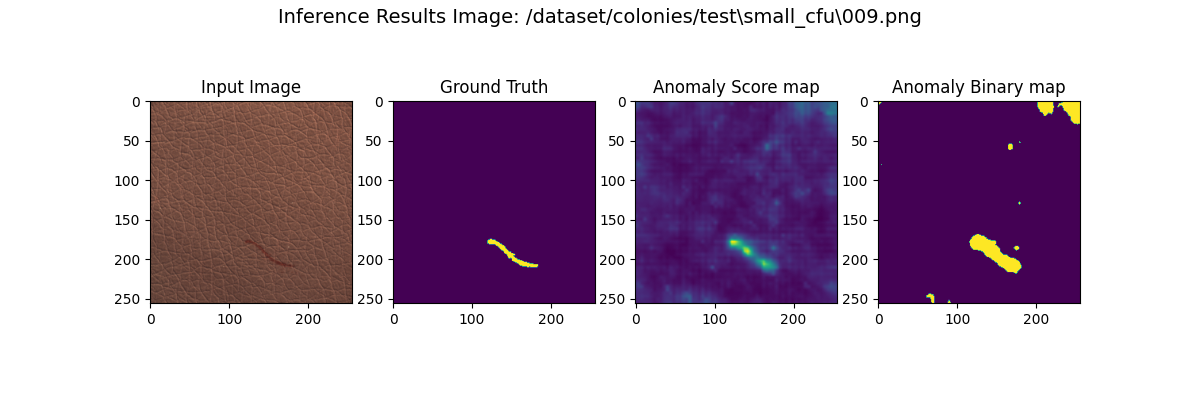 Inference Results Image: /dataset/colonies/test\small_cfu\009.png
Input Image
0
50
100
150
200
250
0 100 200
Ground Truth
0
50
100
150
200
250
0 100 200
Anomaly Score map
0
50
100
150
200
250
0 100 200
Anomaly Binary map
0
50
100
150
200
250
0 100 200